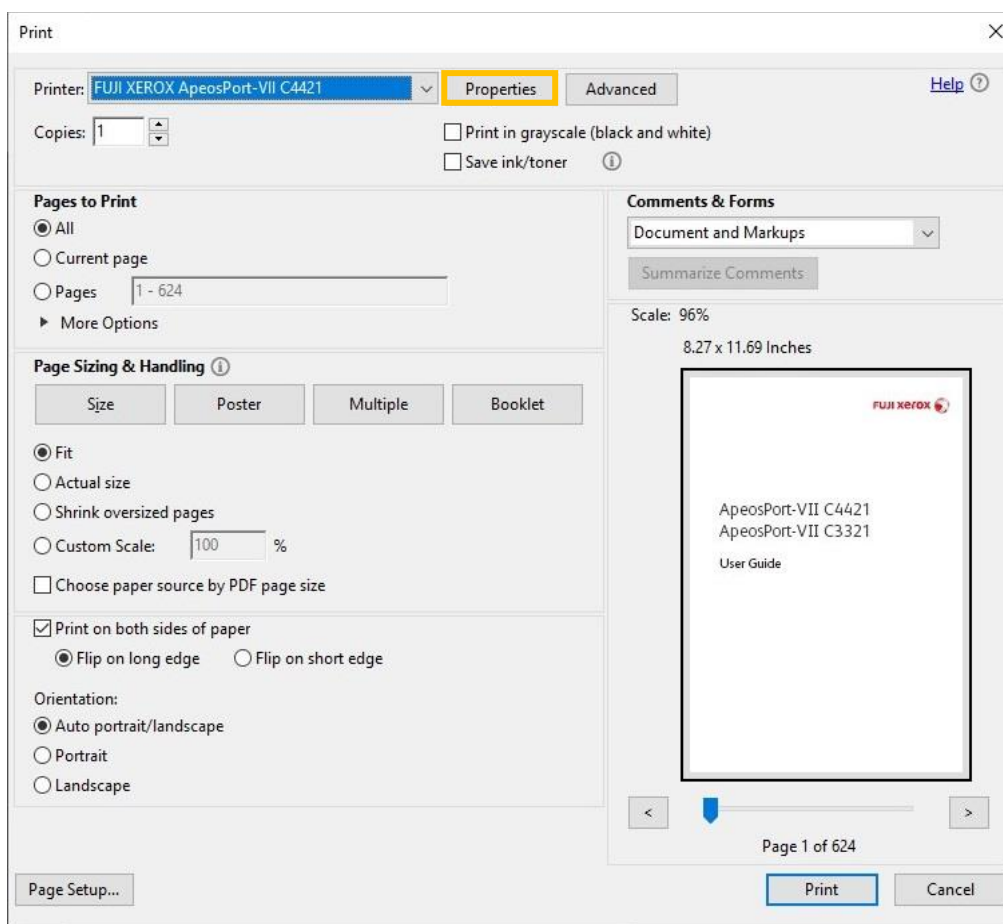 Print
Printer: FUJI XEROX ApeosPort-VII C4421 Properties Advanced Help
Copies: 1 Print in grayscale (black and white)
Save ink/toner
Pages to Print
All
Current page
Pages 1 - 624
More Options
Comments & Forms
Document and Markups
Summarize Comments
Page Sizing & Handling
Size Poster Multiple Booklet
Fit
Actual size
Shrink oversized pages
Custom Scale: 100 %
Choose paper source by PDF page size
Print on both sides of paper
Flip on long edge Flip on short edge
Orientation:
Auto portrait/landscape
Portrait
Landscape
Scale: 96%
8.27 x 11.69 Inches
FUJI xerox
ApeosPort-VII C4421
ApeosPort-VII C3321
User Guide
< >
Page 1 of 624
Page Setup... Print Cancel